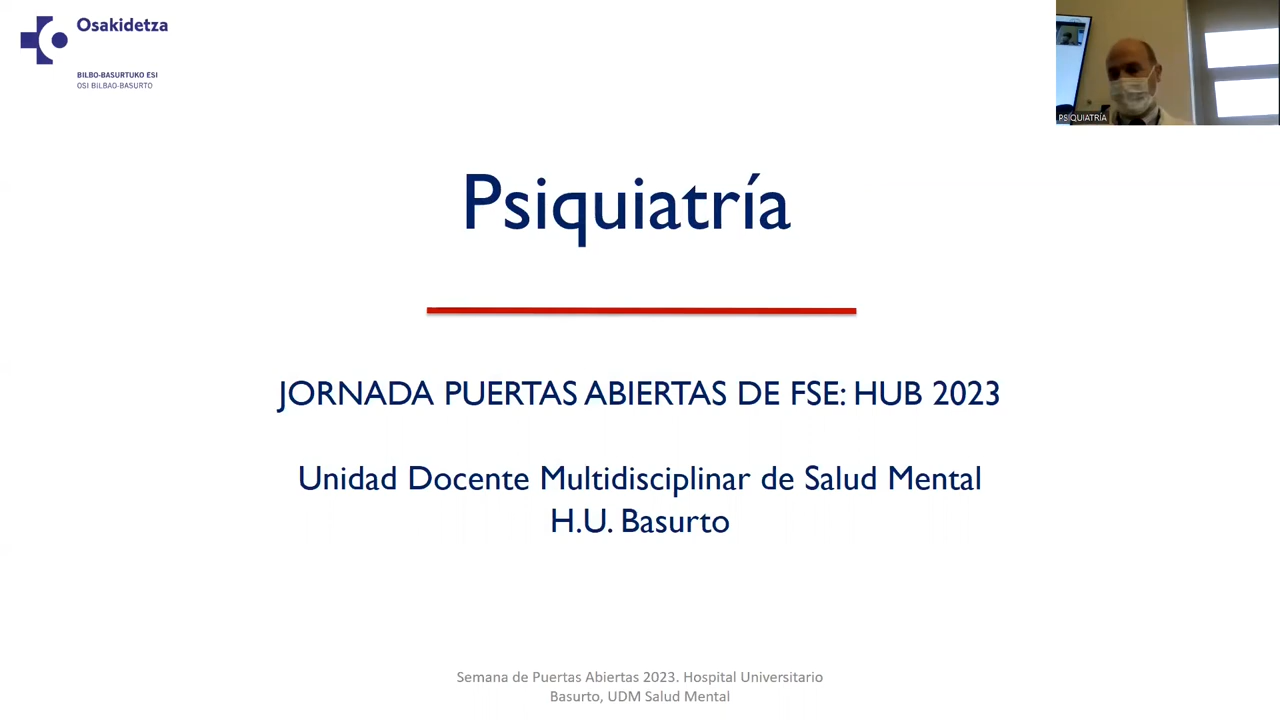 Osakidetza
BILBO-BASURTUKO ESI
OSI BILBAO-BASURTO
PSIQUIATRÍA
Psiquiatría
JORNADA PUERTAS ABIERTAS DE FSE: HUB 2023
Unidad Docente Multidisciplinar de Salud Mental
H.U. Basurto
Semana de Puertas Abiertas 2023. Hospital Universitario
Basurto, UDM Salud Mental